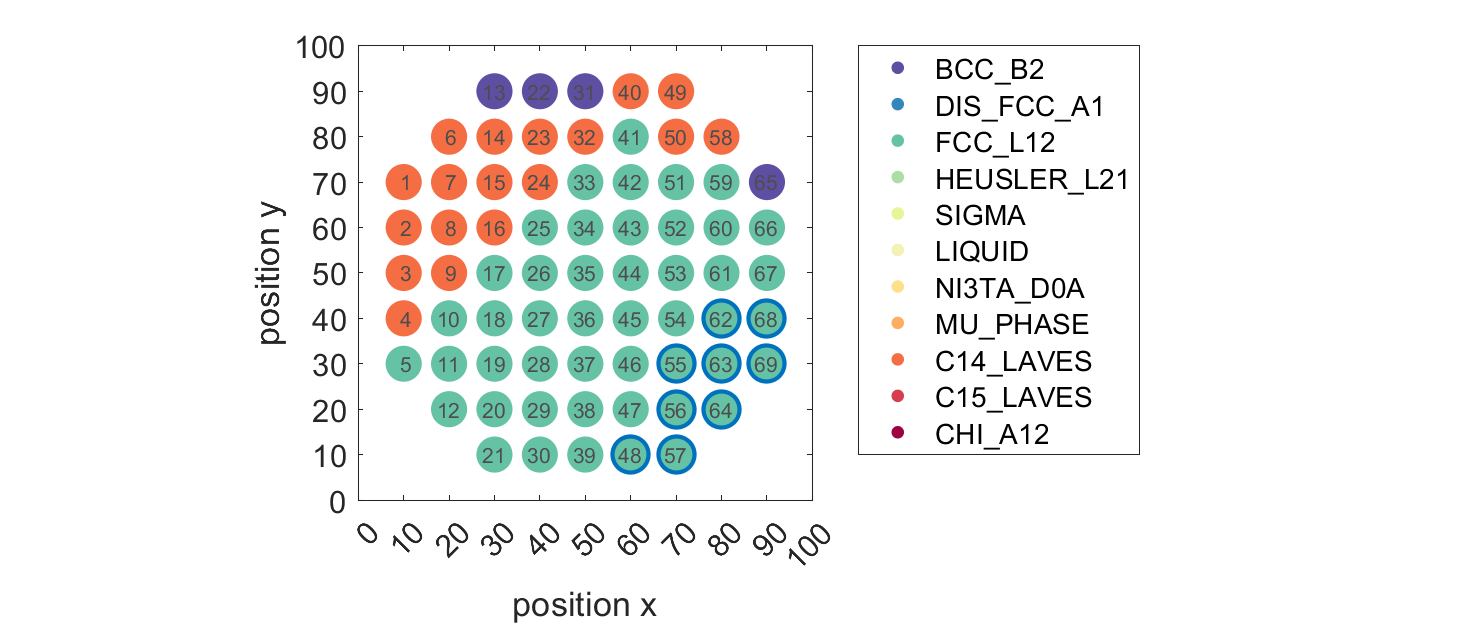 100
90 13 22 31 40 49
80 6 14 23 32 41 50 58
70 1 7 15 24 33 42 51 59 65
60 2 8 16 25 34 43 52 60 66
50 3 9 17 26 35 44 53 61 67
40 4 10 18 27 36 45 54 62 68
30 5 11 19 28 37 46 55 63 69
20 12 20 29 38 47 56 64
10 21 30 39 48 57
0
0 10 20 30 40 50 60 70 80 90 100
position x
position y
BCC_B2
DIS_FCC_A1
FCC_L12
HEUSLER_L21
SIGMA
LIQUID
NI3TA_D0A
MU_PHASE
C14_LAVES
C15_LAVES
CHI_A12